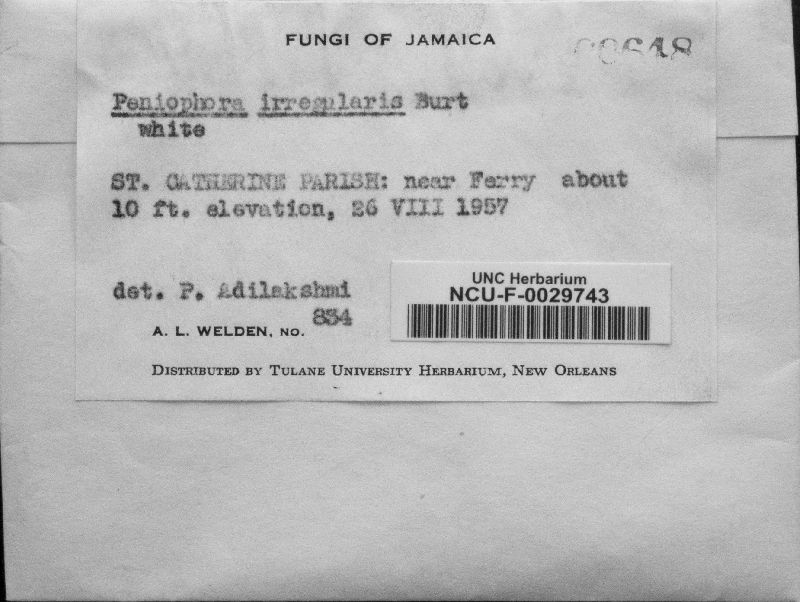 FUNGI OF JAMAICA
Peniophora irregularis Burt
white
ST. CATHERINE PARISH: near Ferry about
10 ft. elevation, 26 VIII 1957
det. P. Adilakshmi
834
A. L. WELDEN, NO.
UNC Herbarium
NCU-F-0029743
DISTRIBUTED BY TULANE UNIVERSITY HERBARIUM, NEW ORLEANS